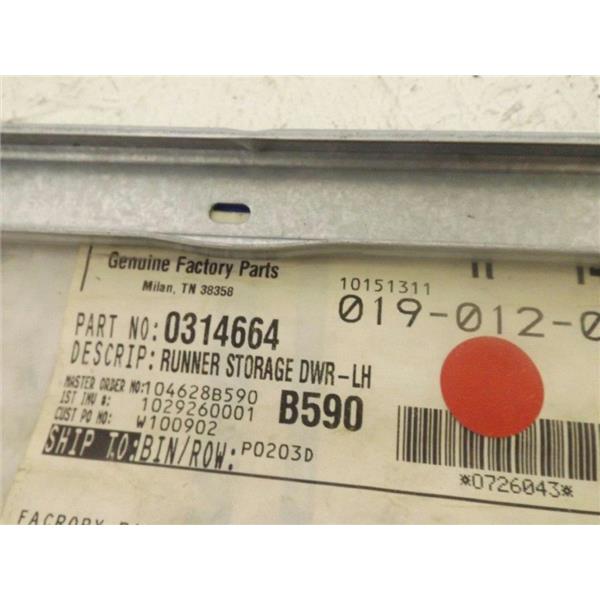 Genuine Factory Parts
Milan, TN 38358
10151311
019-012-0
PART NO: 0314664
DESCRIP: RUNNER STORAGE DWR-LH
MASTER ORDER NO: 104628B590
1ST INV #: 1029260001 B590
CUST PO NO: W100902
SHIP TO: BIN/ROW: P0203D
*0726043*